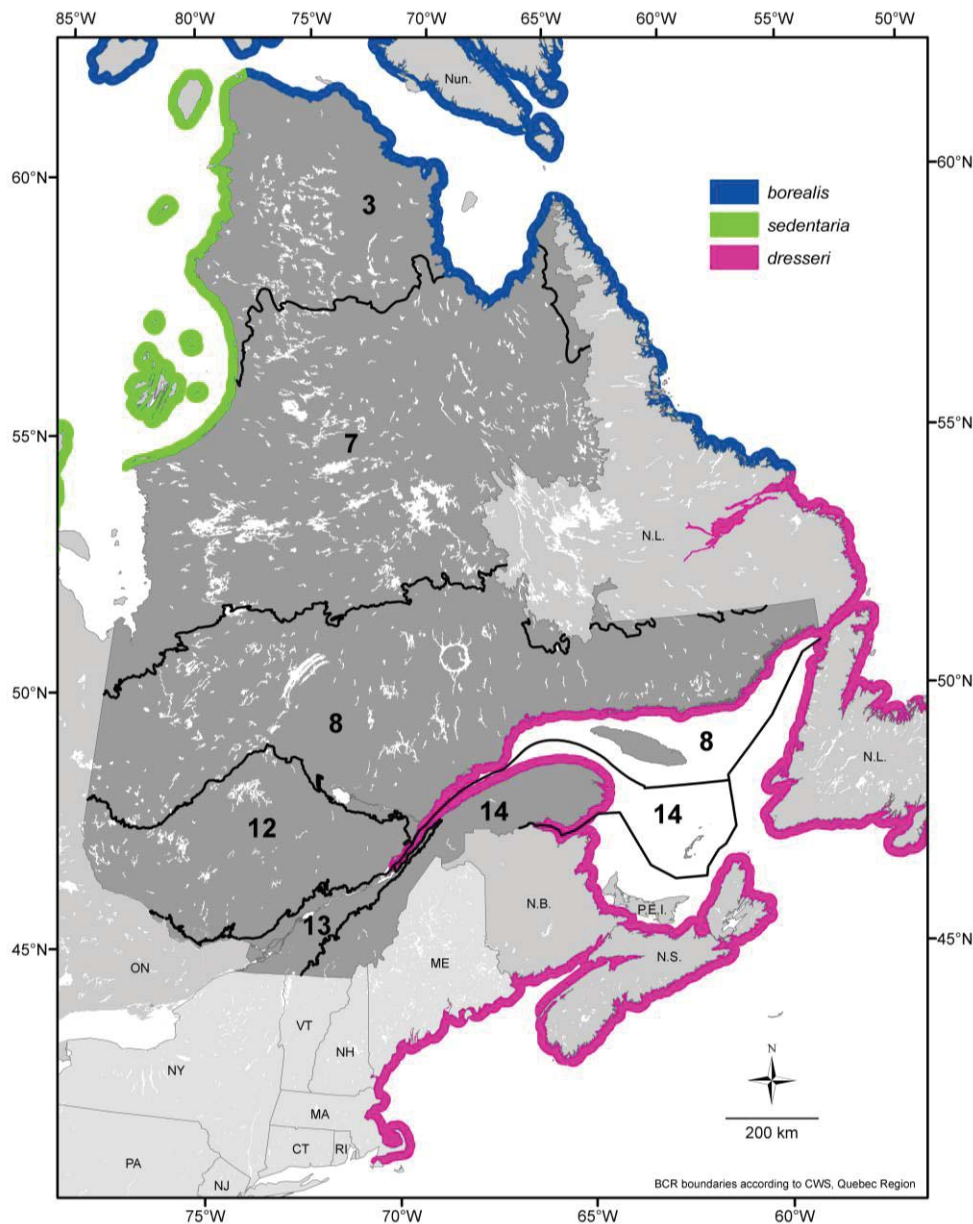 85°W 80°W 75°W 70°W 65°W 60°W 55°W 50°W
Nun.
60°N 60°N
3
borealis
sedentaria
dresseri
55°N 55°N
7
N.L.
50°N 50°N
8 8
N.L.
14 14
12
P.E.I.
N.B.
13
45°N 45°N
ON ME N.S.
VT
NH
NY
N
MA
200 km
CT RI
PA
NJ
BCR boundaries according to CWS, Quebec Region
75°W 70°W 65°W 60°W